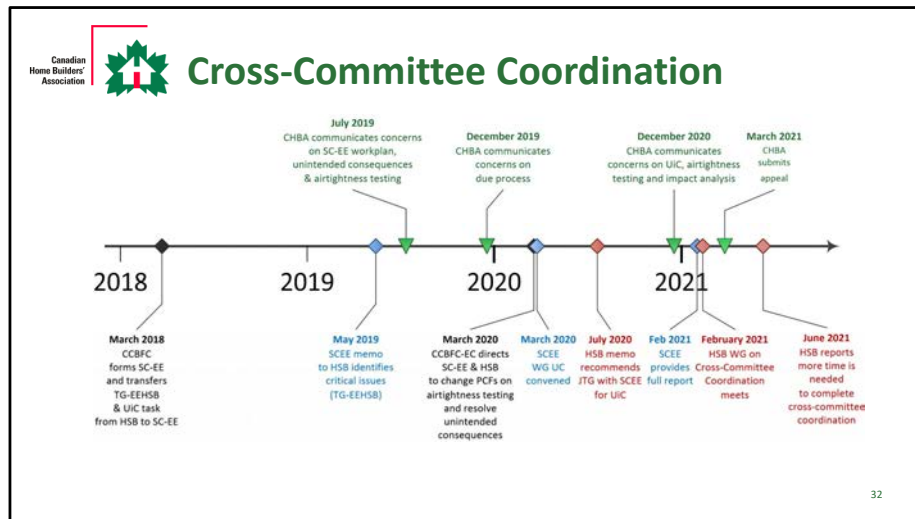 Canadian
Home Builders'
Association
Cross-Committee Coordination
July 2019
CHBA communicates concerns
on SC-EE workplan,
unintended consequences
& airtightness testing
December 2019
CHBA communicates
concerns on
due process
December 2020
CHBA communicates
concerns on UiC, airtightness
testing and impact analysis
March 2021
CHBA
submits
appeal
2018
2019
2020
2021
March 2018
CCBFC
forms SC-EE
and transfers
TG-EEHSB
& UiC task
from HSB to SC-EE
May 2019
SCEE memo
to HSB identifies
critical issues
(TG-EEHSB)
March 2020
CCBFC-EC directs
SC-EE & HSB
to change PCFs on
airtightness testing
and resolve
unintended
consequences
March 2020
SCEE
WG UC
convened
July 2020
HSB memo
recommends
JTG with SCEE
for UiC
Feb 2021
SCEE
provides
full report
February 2021
HSB WG on
Cross-Committee
Coordination
meets
June 2021
HSB reports
more time is
needed
to complete
cross-committee
coordination
32